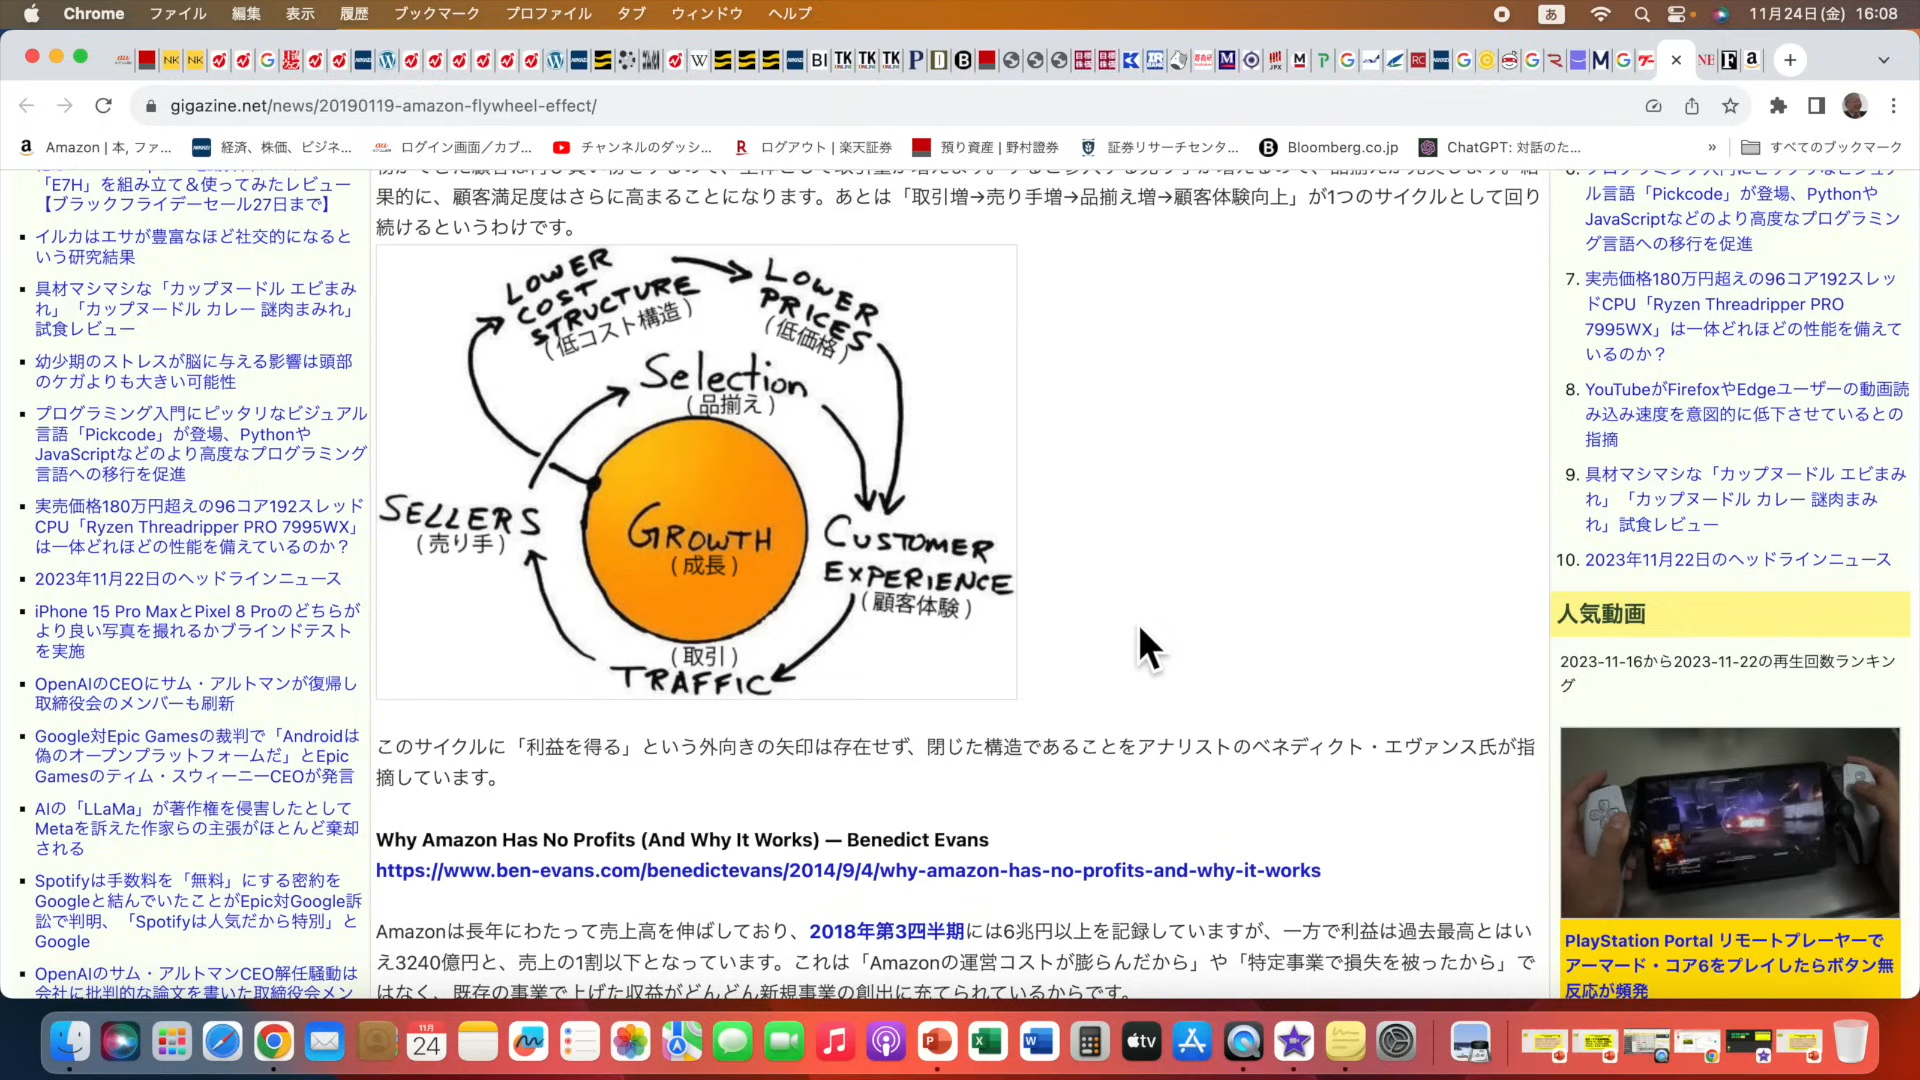 Chrome ファイル 編集 表示 履歴 ブックマーク プロファイル タブ ウィンドウ ヘルプ
あ 11月24日(金) 16:08
gigazine.net/news/20190119-amazon-flywheel-effect/
Amazon | 本, ファ... 経済、株価、ビジネ... ログイン画面／カブ... チャンネルのダッシ... ログアウト | 楽天証券 預り資産 | 野村證券 証券リサーチセンタ... Bloomberg.co.jp ChatGPT: 対話のた... » すべてのブックマーク
「E7H」を組み立て＆使ってみたレビュー
【ブラックフライデーセール27日まで】
イルカはエサが豊富なほど社交的になると
いう研究結果
具材マシマシな「カップヌードル エビまみ
れ」「カップヌードル カレー 謎肉まみれ」
試食レビュー
幼少期のストレスが脳に与える影響は頭部
のケガよりも大きい可能性
プログラミング入門にピッタリなビジュアル
言語「Pickcode」が登場、Pythonや
JavaScriptなどのより高度なプログラミング
言語への移行を促進
実売価格180万円超えの96コア192スレッド
CPU「Ryzen Threadripper PRO 7995WX」
は一体どれほどの性能を備えているのか？
2023年11月22日のヘッドラインニュース
iPhone 15 Pro MaxとPixel 8 Proのどちらが
より良い写真を撮れるかブラインドテスト
を実施
OpenAIのCEOにサム・アルトマンが復帰し
取締役会のメンバーも刷新
Google対Epic Gamesの裁判で「Androidは
偽のオープンプラットフォームだ」とEpic
Gamesのティム・スウィーニーCEOが発言
AIの「LLaMa」が著作権を侵害したとして
Metaを訴えた作家らの主張がほとんど棄却
される
Spotifyは手数料を「無料」にする密約を
Googleと結んでいたことがEpic対Google訴
訟で判明、「Spotifyは人気だから特別」と
Google
OpenAIのサム・アルトマンCEO解任騒動は
会社に批判的な論文を書いた取締役会メン
果的に、顧客満足度はさらに高まることになります。あとは「取引増→売り手増→品揃え増→顧客体験向上」が1つのサイクルとして回り
続けるというわけです。
LOWER
COST
STRUCTURE
(低コスト構造)
LOWER
PRICES
(低価格)
Selection
(品揃え)
SELLERS
(売り手)
GROWTH
(成長)
CUSTOMER
EXPERIENCE
(顧客体験)
(取引)
TRAFFIC
このサイクルに「利益を得る」という外向きの矢印は存在せず、閉じた構造であることをアナリストのベネディクト・エヴァンス氏が指
摘しています。
Why Amazon Has No Profits (And Why It Works) — Benedict Evans
https://www.ben-evans.com/benedictevans/2014/9/4/why-amazon-has-no-profits-and-why-it-works
Amazonは長年にわたって売上高を伸ばしており、2018年第3四半期には6兆円以上を記録していますが、一方で利益は過去最高とはい
え3240億円と、売上の1割以下となっています。これは「Amazonの運営コストが膨らんだから」や「特定事業で損失を被ったから」で
はなく、既存の事業で上げた収益がどんどん新規事業の創出に充てられているからです。
ル言語「Pickcode」が登場、Pythonや
JavaScriptなどのより高度なプログラミン
グ言語への移行を促進
7. 実売価格180万円超えの96コア192スレッ
ドCPU「Ryzen Threadripper PRO
7995WX」は一体どれほどの性能を備えて
いるのか？
8. YouTubeがFirefoxやEdgeユーザーの動画読
み込み速度を意図的に低下させているとの
指摘
9. 具材マシマシな「カップヌードル エビまみ
れ」「カップヌードル カレー 謎肉まみ
れ」試食レビュー
10. 2023年11月22日のヘッドラインニュース
人気動画
2023-11-16から2023-11-22の再生回数ランキン
グ
PlayStation Portal リモートプレーヤーで
アーマード・コア6をプレイしたらボタン無
反応が頻発
11月
24
tv